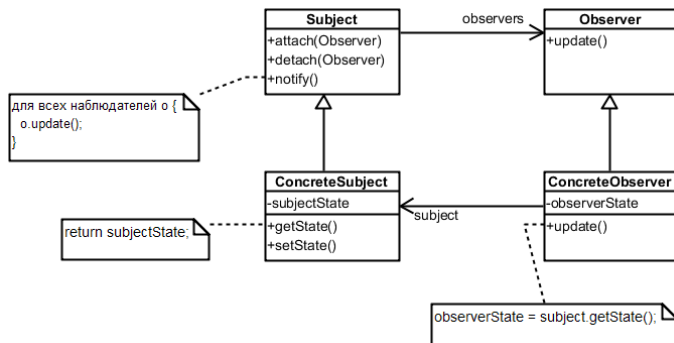 Subject
+attach(Observer)
+detach(Observer)
+notify()
observers
Observer
+update()
для всех наблюдателей o {
o.update();
}
ConcreteSubject
-subjectState
+getState()
+setState()
subject
ConcreteObserver
-observerState
+update()
return subjectState;
observerState = subject.getState();